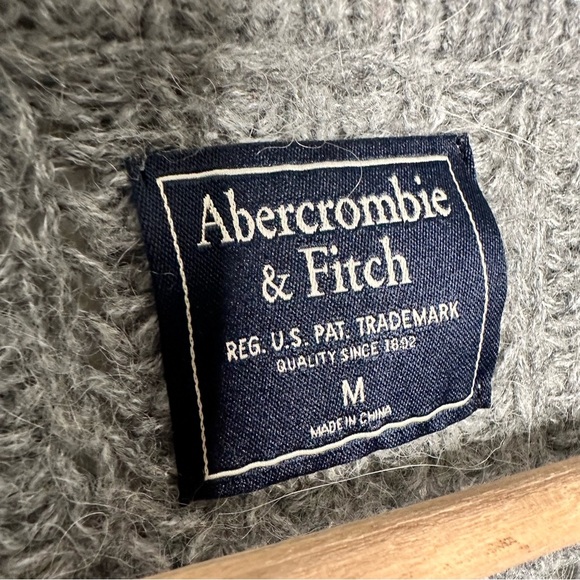 Abercrombie
& Fitch
REG. U.S. PAT. TRADEMARK
QUALITY SINCE 1892
M
MADE IN CHINA